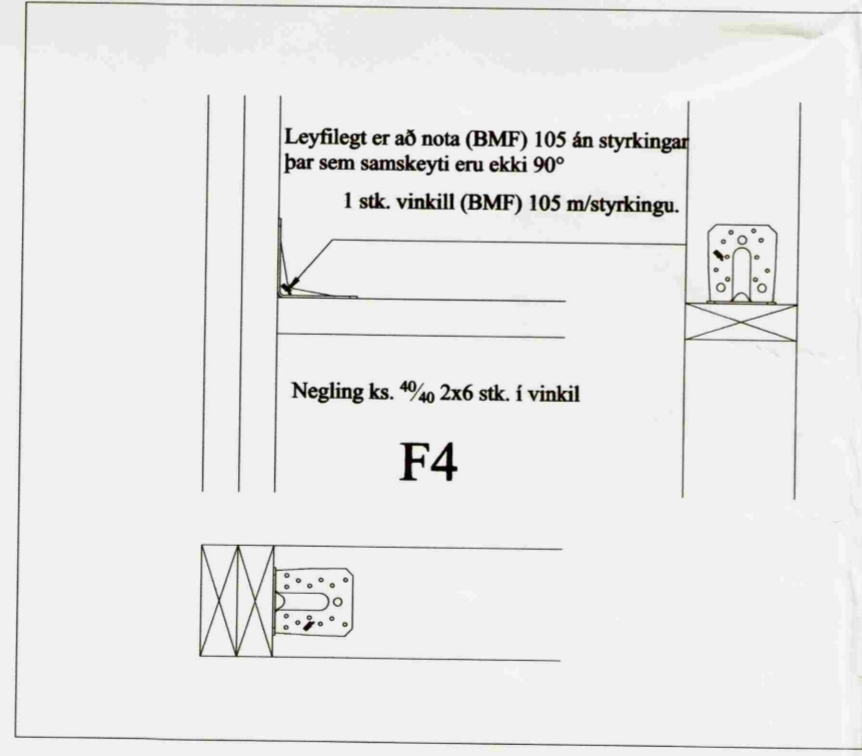 Leyfilegt er að nota (BMF) 105 án styrkingar
þar sem samskeyti eru ekki 90°
1 stk. vinkill (BMF) 105 m/styrkingu.
Negling ks. 40/40 2x6 stk. í vinkil
F4